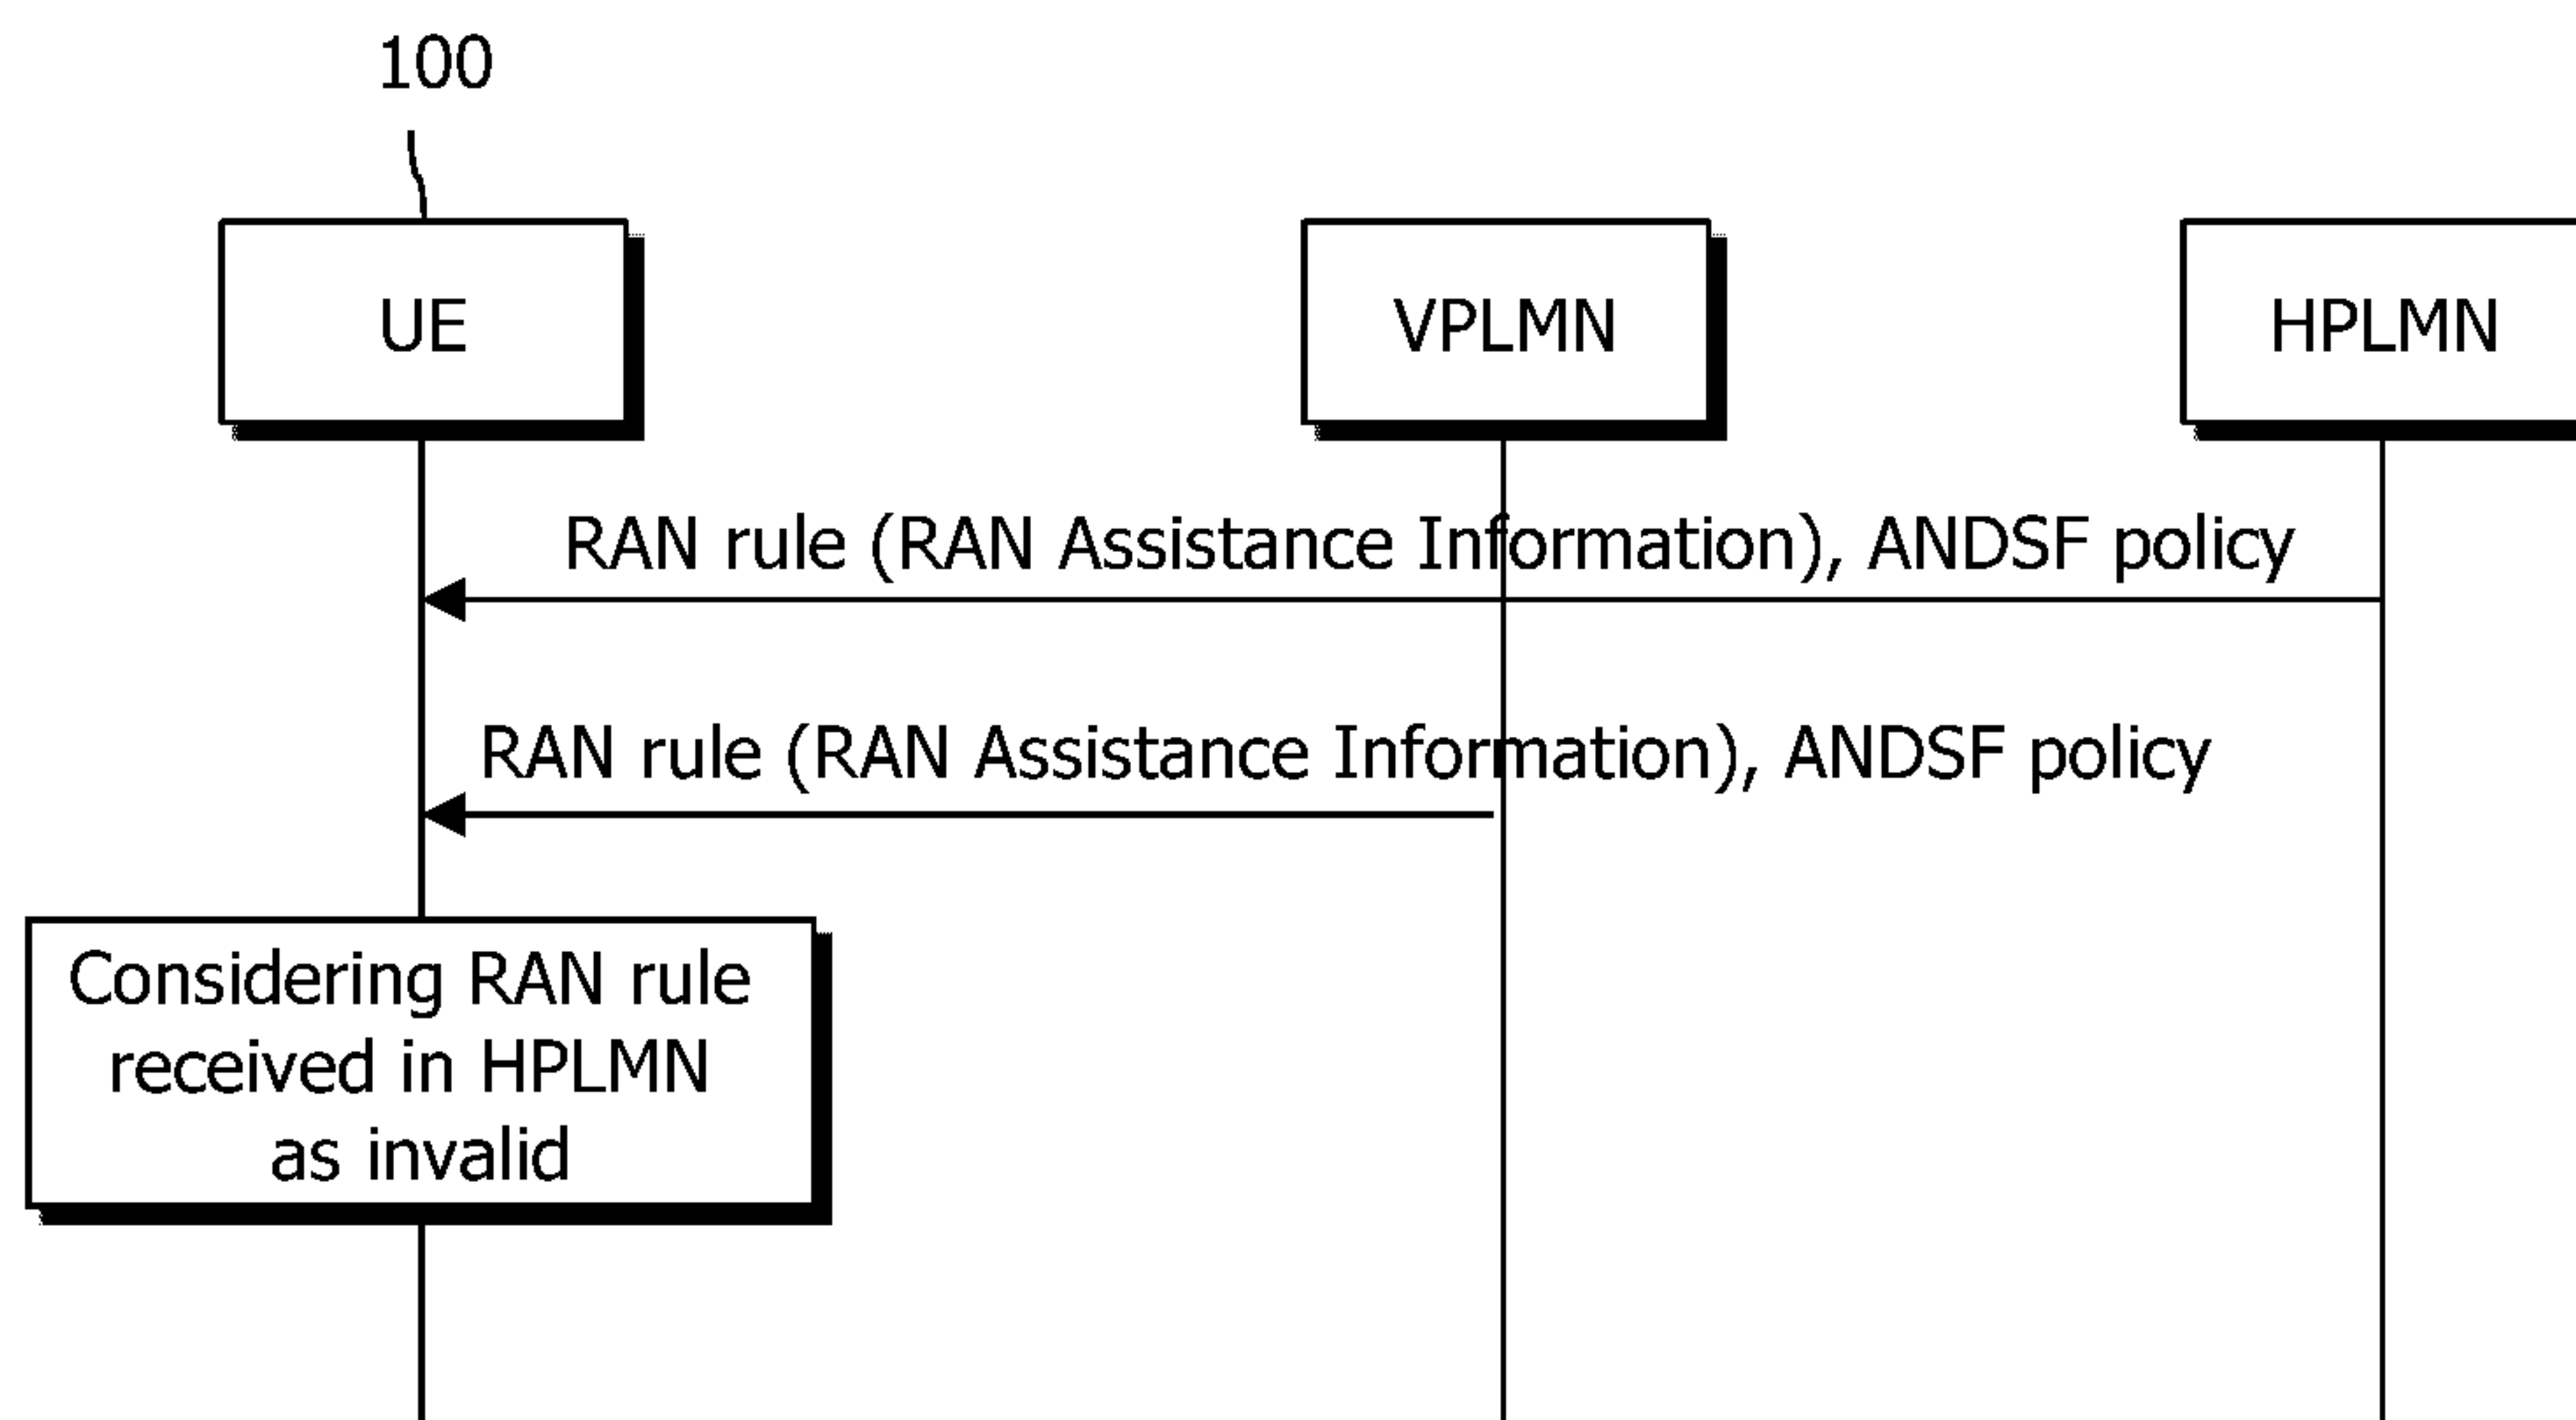 100
UE
VPLMN
HPLMN
RAN rule (RAN Assistance Information), ANDSF policy
RAN rule (RAN Assistance Information), ANDSF policy
Considering RAN rule
received in HPLMN
as invalid